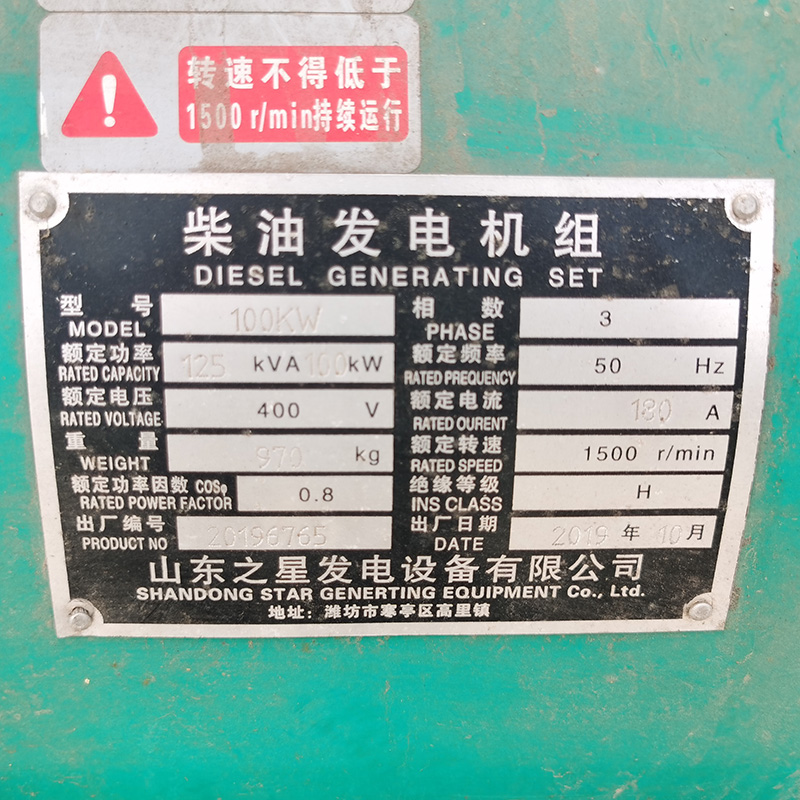 转速不得低于
1500 r/min持续运行
柴油发电机组
DIESEL GENERATING SET
型 号 100KW 相 数 3
MODEL PHASE
额定功率 125 kVA 100 kW 额定频率 50 Hz
RATED CAPACITY RATED PREQUENCY
额定电压 400 V 额定电流 180 A
RATED VOLTAGE RATED OURENT
重 量 970 kg 额定转速 1500 r/min
WEIGHT RATED SPEED
额定功率因数 COSφ 0.8 绝缘等级 H
RATED POWER FACTOR INS CLASS
出厂编号 20196765 出厂日期 2019 年 10 月
PRODUCT NO DATE
山东之星发电设备有限公司
SHANDONG STAR GENERTING EQUIPMENT Co., Ltd.
地址: 潍坊市寒亭区高里镇